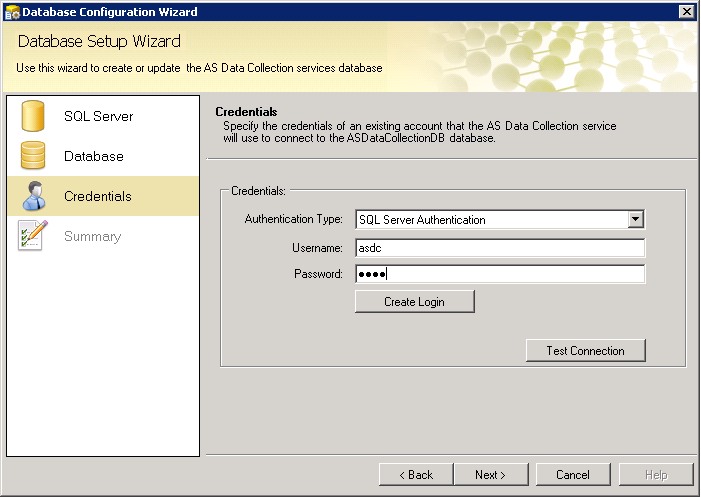 Database Configuration Wizard
Database Setup Wizard
Use this wizard to create or update the AS Data Collection services database
SQL Server
Database
Credentials
Summary
Credentials
Specify the credentials of an existing account that the AS Data Collection service
will use to connect to the ASDataCollectionDB database.
Credentials:
Authentication Type: SQL Server Authentication
Username: asdc
Password: ●●●●
Create Login
Test Connection
< Back Next > Cancel Help